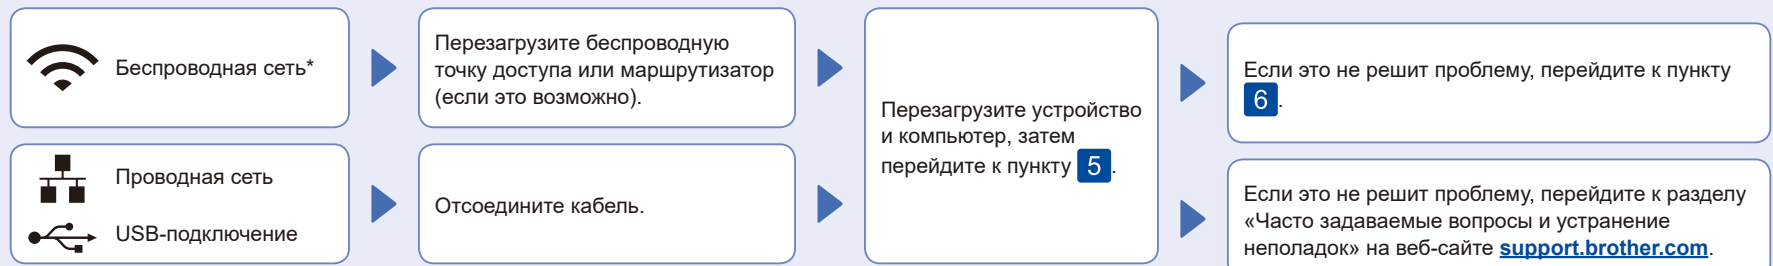 Беспроводная сеть*
Перезагрузите беспроводную
точку доступа или маршрутизатор
(если это возможно).
Проводная сеть
USB-подключение
Отсоедините кабель.
Перезагрузите устройство
и компьютер, затем
перейдите к пункту 5.
Если это не решит проблему, перейдите к пункту
6.
Если это не решит проблему, перейдите к разделу
«Часто задаваемые вопросы и устранение
неполадок» на веб-сайте support.brother.com.